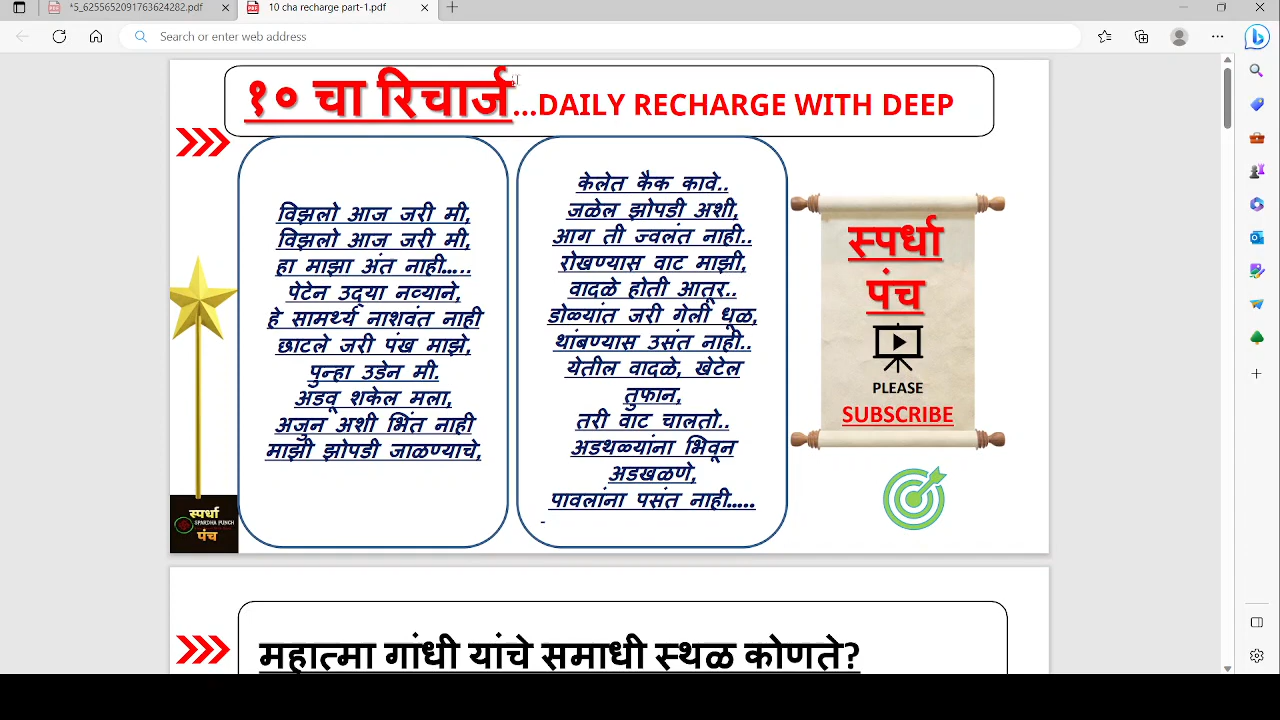 *5_6255652091763624282.pdf
10 cha recharge part-1.pdf
Search or enter web address
१० चा रिचार्ज...DAILY RECHARGE WITH DEEP
विझलो आज जरी मी,
विझलो आज जरी मी,
हा माझा अंत नाही.....
पेटेन उद्या नव्याने,
हे सामर्थ्य नाशवंत नाही
छाटले जरी पंख माझे,
पुन्हा उडेन मी.
अडवू शकेल मला,
अजुन अशी भिंत नाही
माझी झोपडी जाळण्याचे,
केलेत कैक कावे..
जळेल झोपडी अशी,
आग ती ज्वलंत नाही..
रोखण्यास वाट माझी,
वादळे होती आतूर..
डोळ्यांत जरी गेली धूळ,
थांबण्यास उसंत नाही..
येतील वादळे, खेटेल
तुफान,
तरी वाट चालतो..
अडथळ्यांना भिवून
अडखळणे,
पावलांना पसंत नाही.....
-
स्पर्धा
पंच
PLEASE
SUBSCRIBE
स्पर्धा
SPARDHA PUNCH
पंच
महात्मा गांधी यांचे समाधी स्थळ कोणते?